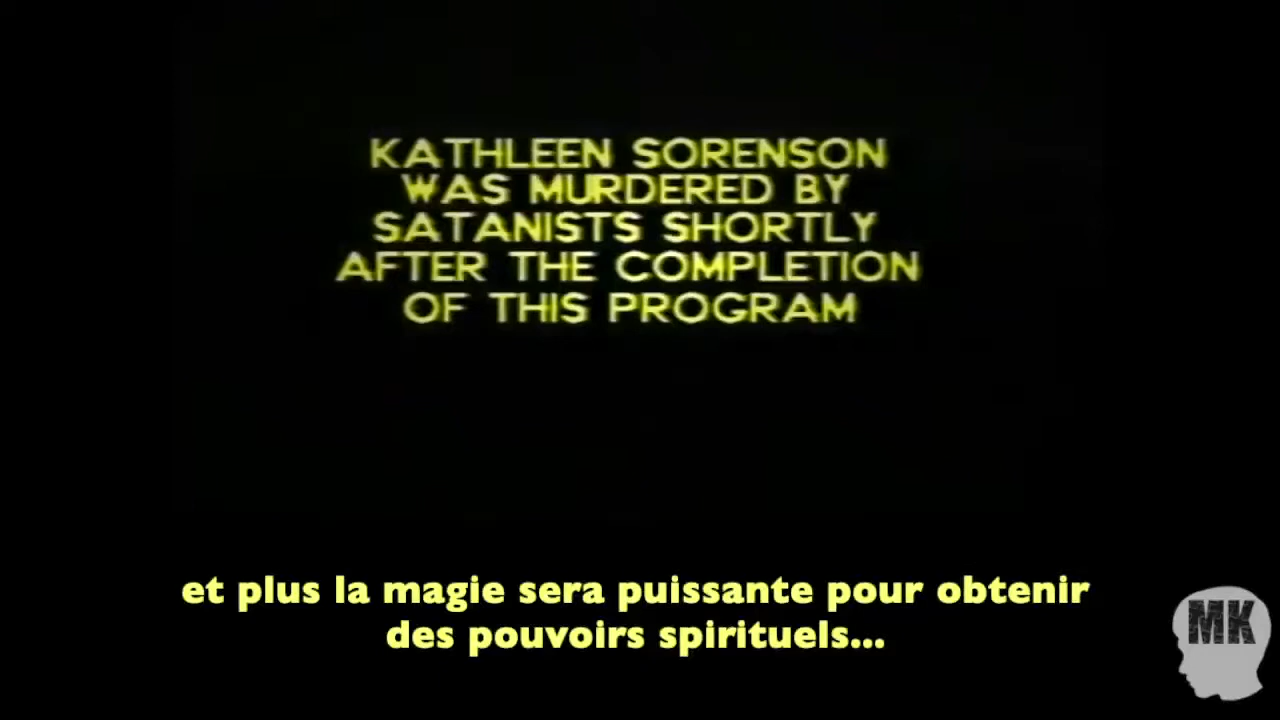 KATHLEEN SORENSON
WAS MURDERED BY
SATANISTS SHORTLY
AFTER THE COMPLETION
OF THIS PROGRAM
et plus la magie sera puissante pour obtenir
des pouvoirs spirituels...
MK